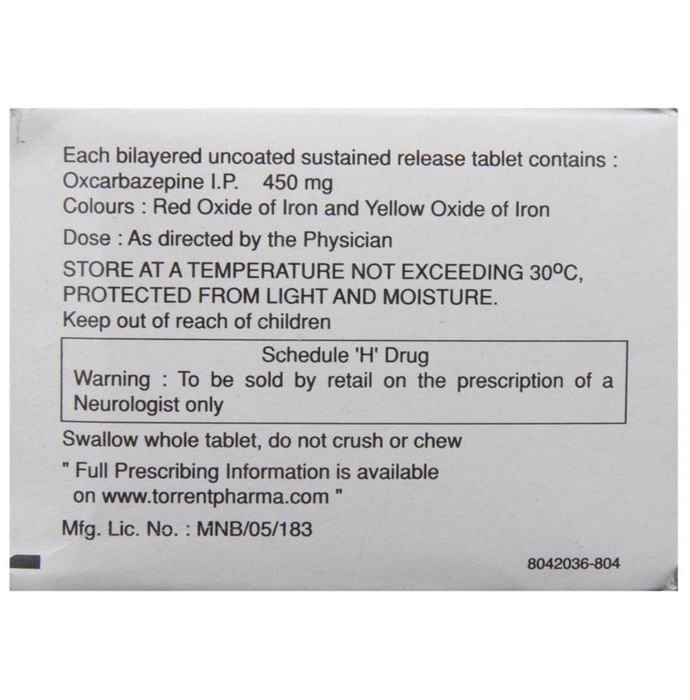 Each bilayered uncoated sustained release tablet contains :
Oxcarbazepine I.P. 450 mg
Colours : Red Oxide of Iron and Yellow Oxide of Iron
Dose : As directed by the Physician
STORE AT A TEMPERATURE NOT EXCEEDING 30ºC,
PROTECTED FROM LIGHT AND MOISTURE.
Keep out of reach of children
Schedule 'H' Drug
Warning : To be sold by retail on the prescription of a
Neurologist only
Swallow whole tablet, do not crush or chew
" Full Prescribing Information is available
on www.torrentpharma.com "
Mfg. Lic. No. : MNB/05/183
8042036-804